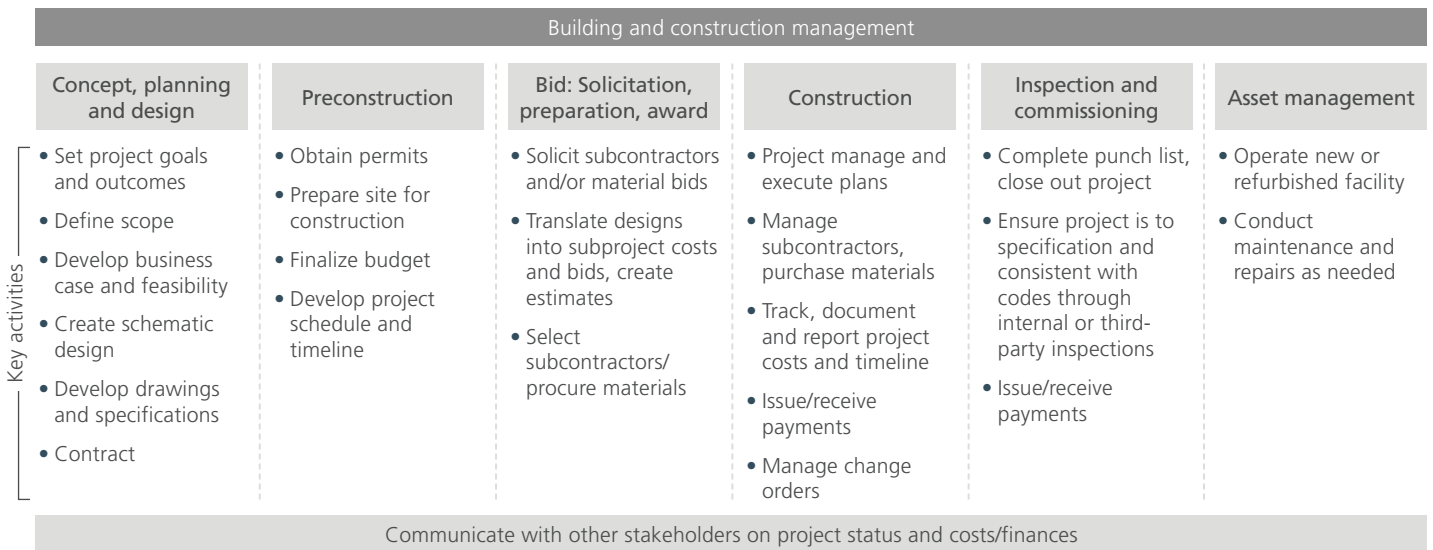 Building and construction management
Concept, planning
and design
Preconstruction
Bid: Solicitation,
preparation, award
Construction
Inspection and
commissioning
Asset management
Key activities
• Set project goals
and outcomes
• Define scope
• Develop business
case and feasibility
• Create schematic
design
• Develop drawings
and specifications
• Contract
• Obtain permits
• Prepare site for
construction
• Finalize budget
• Develop project
schedule and
timeline
• Solicit subcontractors
and/or material bids
• Translate designs
into subproject costs
and bids, create
estimates
• Select
subcontractors/
procure materials
• Project manage and
execute plans
• Manage
subcontractors,
purchase materials
• Track, document
and report project
costs and timeline
• Issue/receive
payments
• Manage change
orders
• Complete punch list,
close out project
• Ensure project is to
specification and
consistent with
codes through
internal or third-
party inspections
• Issue/receive
payments
• Operate new or
refurbished facility
• Conduct
maintenance and
repairs as needed
Communicate with other stakeholders on project status and costs/finances